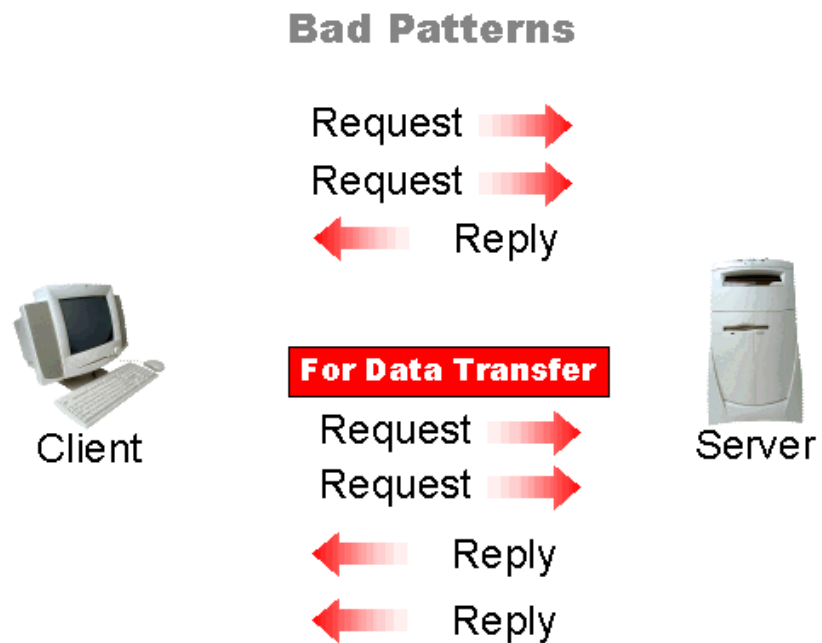 Bad Patterns
Request
Request
Reply
For Data Transfer
Client
Server
Request
Request
Reply
Reply